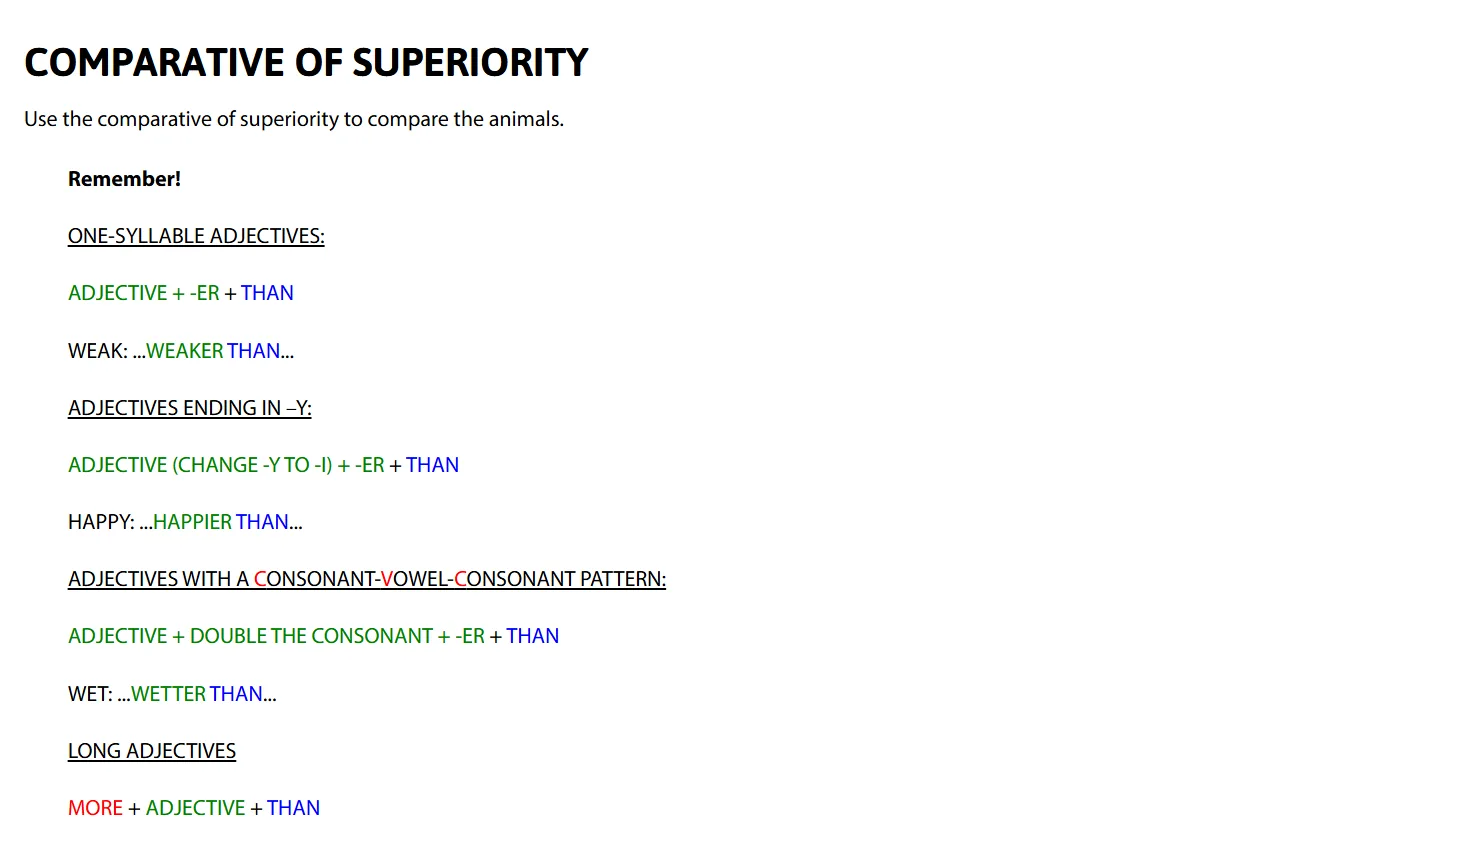 COMPARATIVE OF SUPERIORITY
Use the comparative of superiority to compare the animals.
Remember!
ONE-SYLLABLE ADJECTIVES:
ADJECTIVE + -ER + THAN
WEAK: ...WEAKER THAN...
ADJECTIVES ENDING IN –Y:
ADJECTIVE (CHANGE -Y TO -I) + -ER + THAN
HAPPY: ...HAPPIER THAN...
ADJECTIVES WITH A CONSONANT-VOWEL-CONSONANT PATTERN:
ADJECTIVE + DOUBLE THE CONSONANT + -ER + THAN
WET: ...WETTER THAN...
LONG ADJECTIVES
MORE + ADJECTIVE + THAN